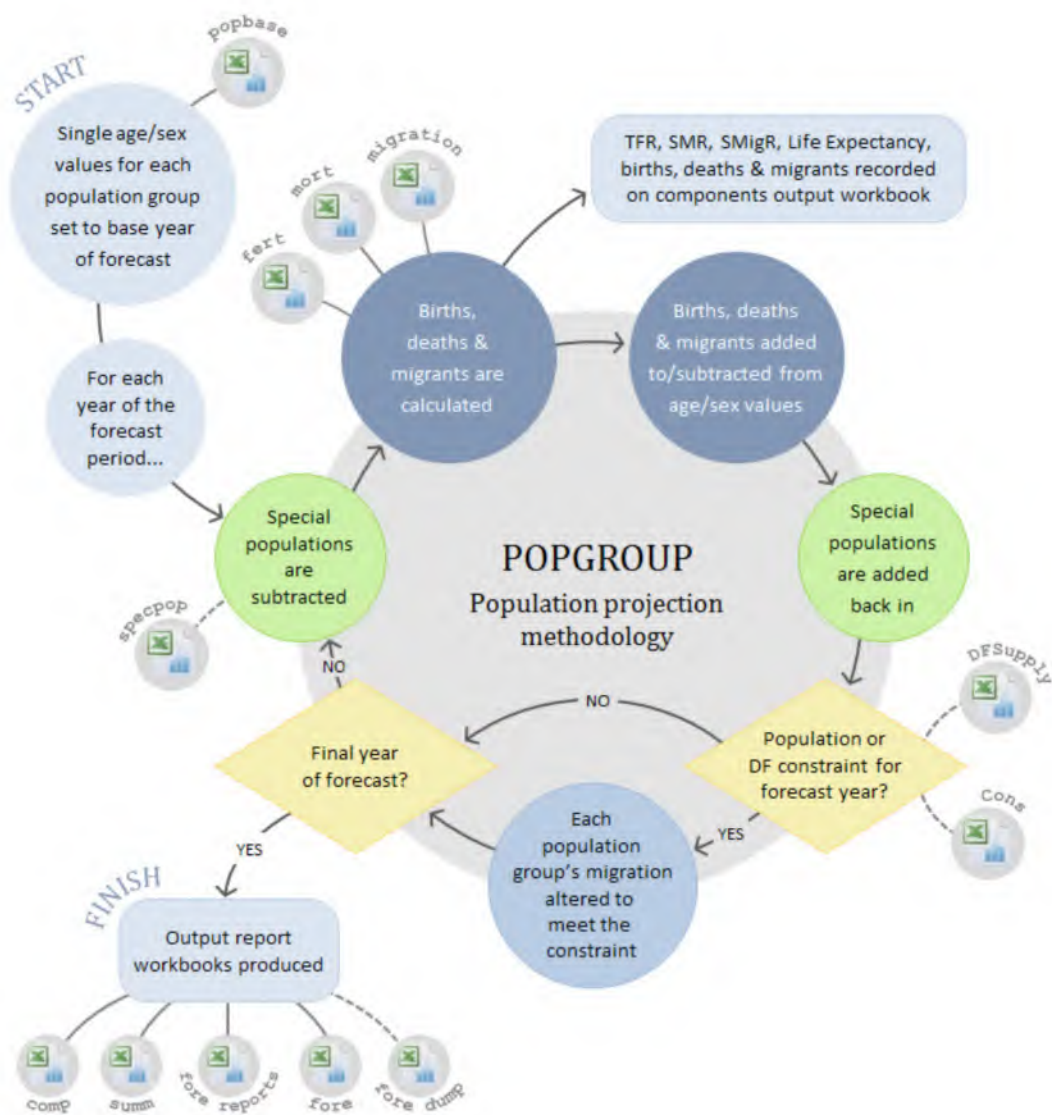 popbase
START
Single age/sex
values for each
population group
set to base year
of forecast
migration
mort
fert
TFR, SMR, SMigR, Life Expectancy,
births, deaths & migrants recorded
on components output workbook
Births,
deaths &
migrants are
calculated
Births, deaths
& migrants added
to/subtracted from
age/sex values
For each
year of the
forecast
period...
Special
populations
are
subtracted
specpop
POPGROUP
Population projection
methodology
Special
populations
are added
back in
DFSupply
Cons
NO
NO
Population or
DF constraint for
forecast year?
Final year
of forecast?
YES
Each
population
group's migration
altered to
meet the
constraint
YES
FINISH
Output report
workbooks produced
comp
summ
fore reports
fore
fore dump